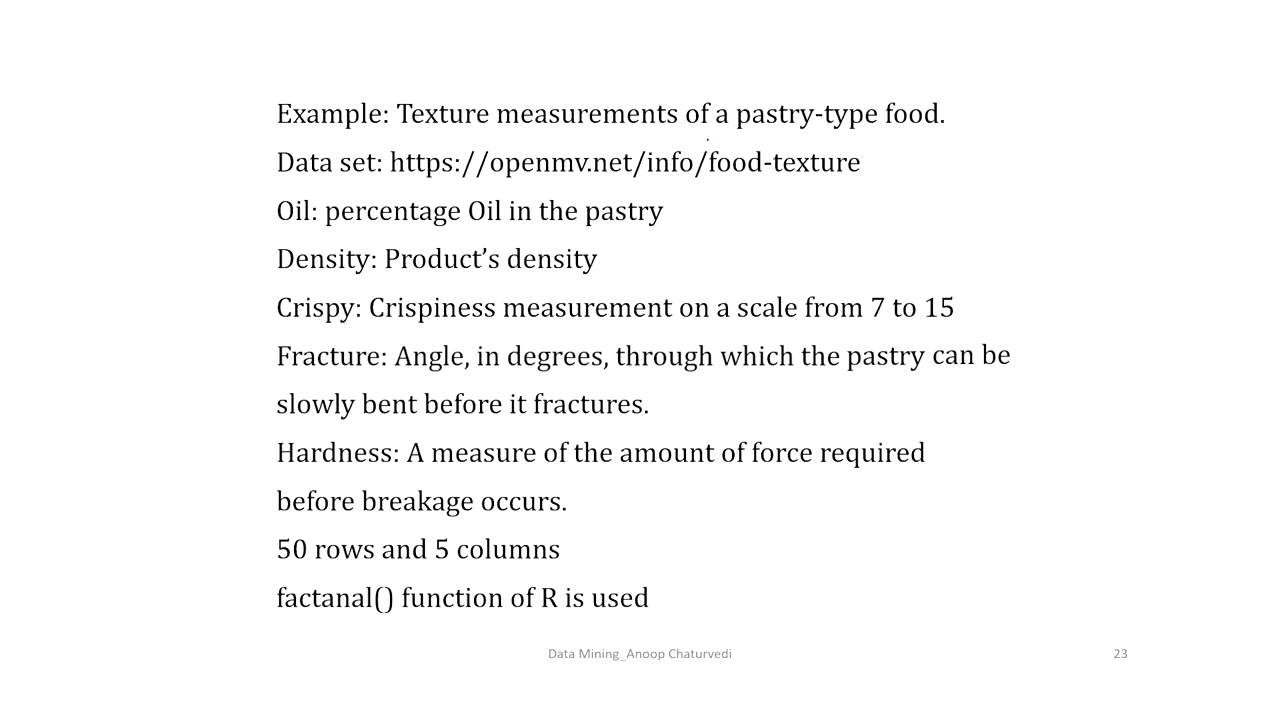 Example: Texture measurements of a pastry-type food.
Data set: https://openmv.net/info/food-texture
Oil: percentage Oil in the pastry
Density: Product’s density
Crispy: Crispiness measurement on a scale from 7 to 15
Fracture: Angle, in degrees, through which the pastry can be
slowly bent before it fractures.
Hardness: A measure of the amount of force required
before breakage occurs.
50 rows and 5 columns
factanal() function of R is used
Data Mining_Anoop Chaturvedi
23